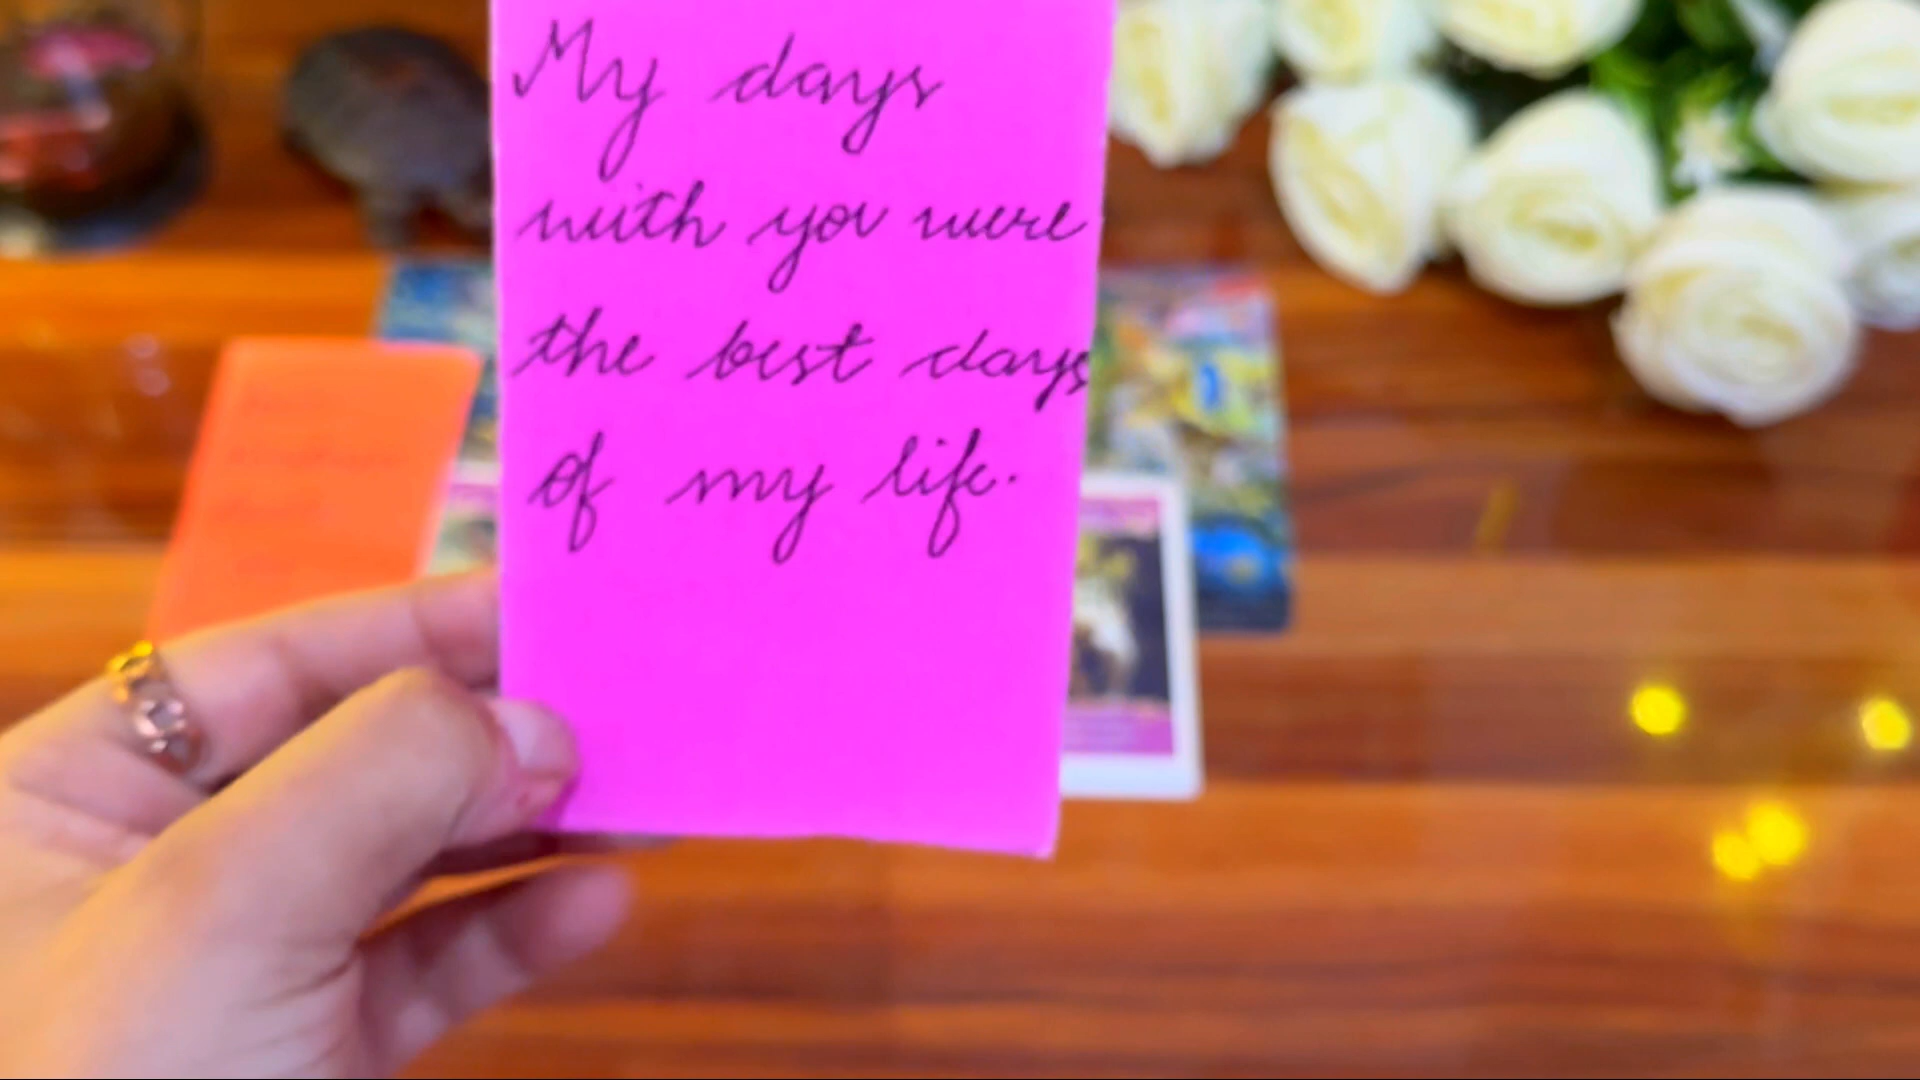 My days
with you were
the best days
of my life.